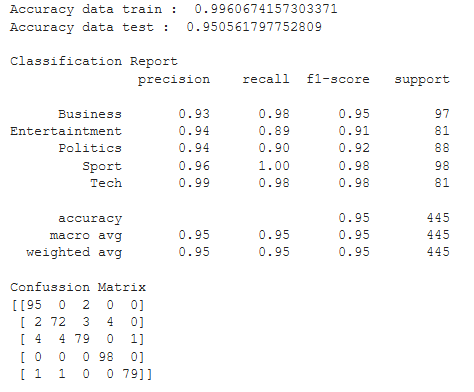 Accuracy data train :  0.9960674157303371
Accuracy data test :  0.950561797752809
Classification Report
precision    recall  f1-score   support
Business       0.93      0.98      0.95        97
Entertaintment       0.94      0.89      0.91        81
Politics       0.94      0.90      0.92        88
Sport       0.96      1.00      0.98        98
Tech       0.99      0.98      0.98        81
accuracy                           0.95       445
macro avg       0.95      0.95      0.95       445
weighted avg       0.95      0.95      0.95       445
Confussion Matrix
[[95  0  2  0  0]
[ 2 72  3  4  0]
[ 4  4 79  0  1]
[ 0  0  0 98  0]
[ 1  1  0  0 79]]